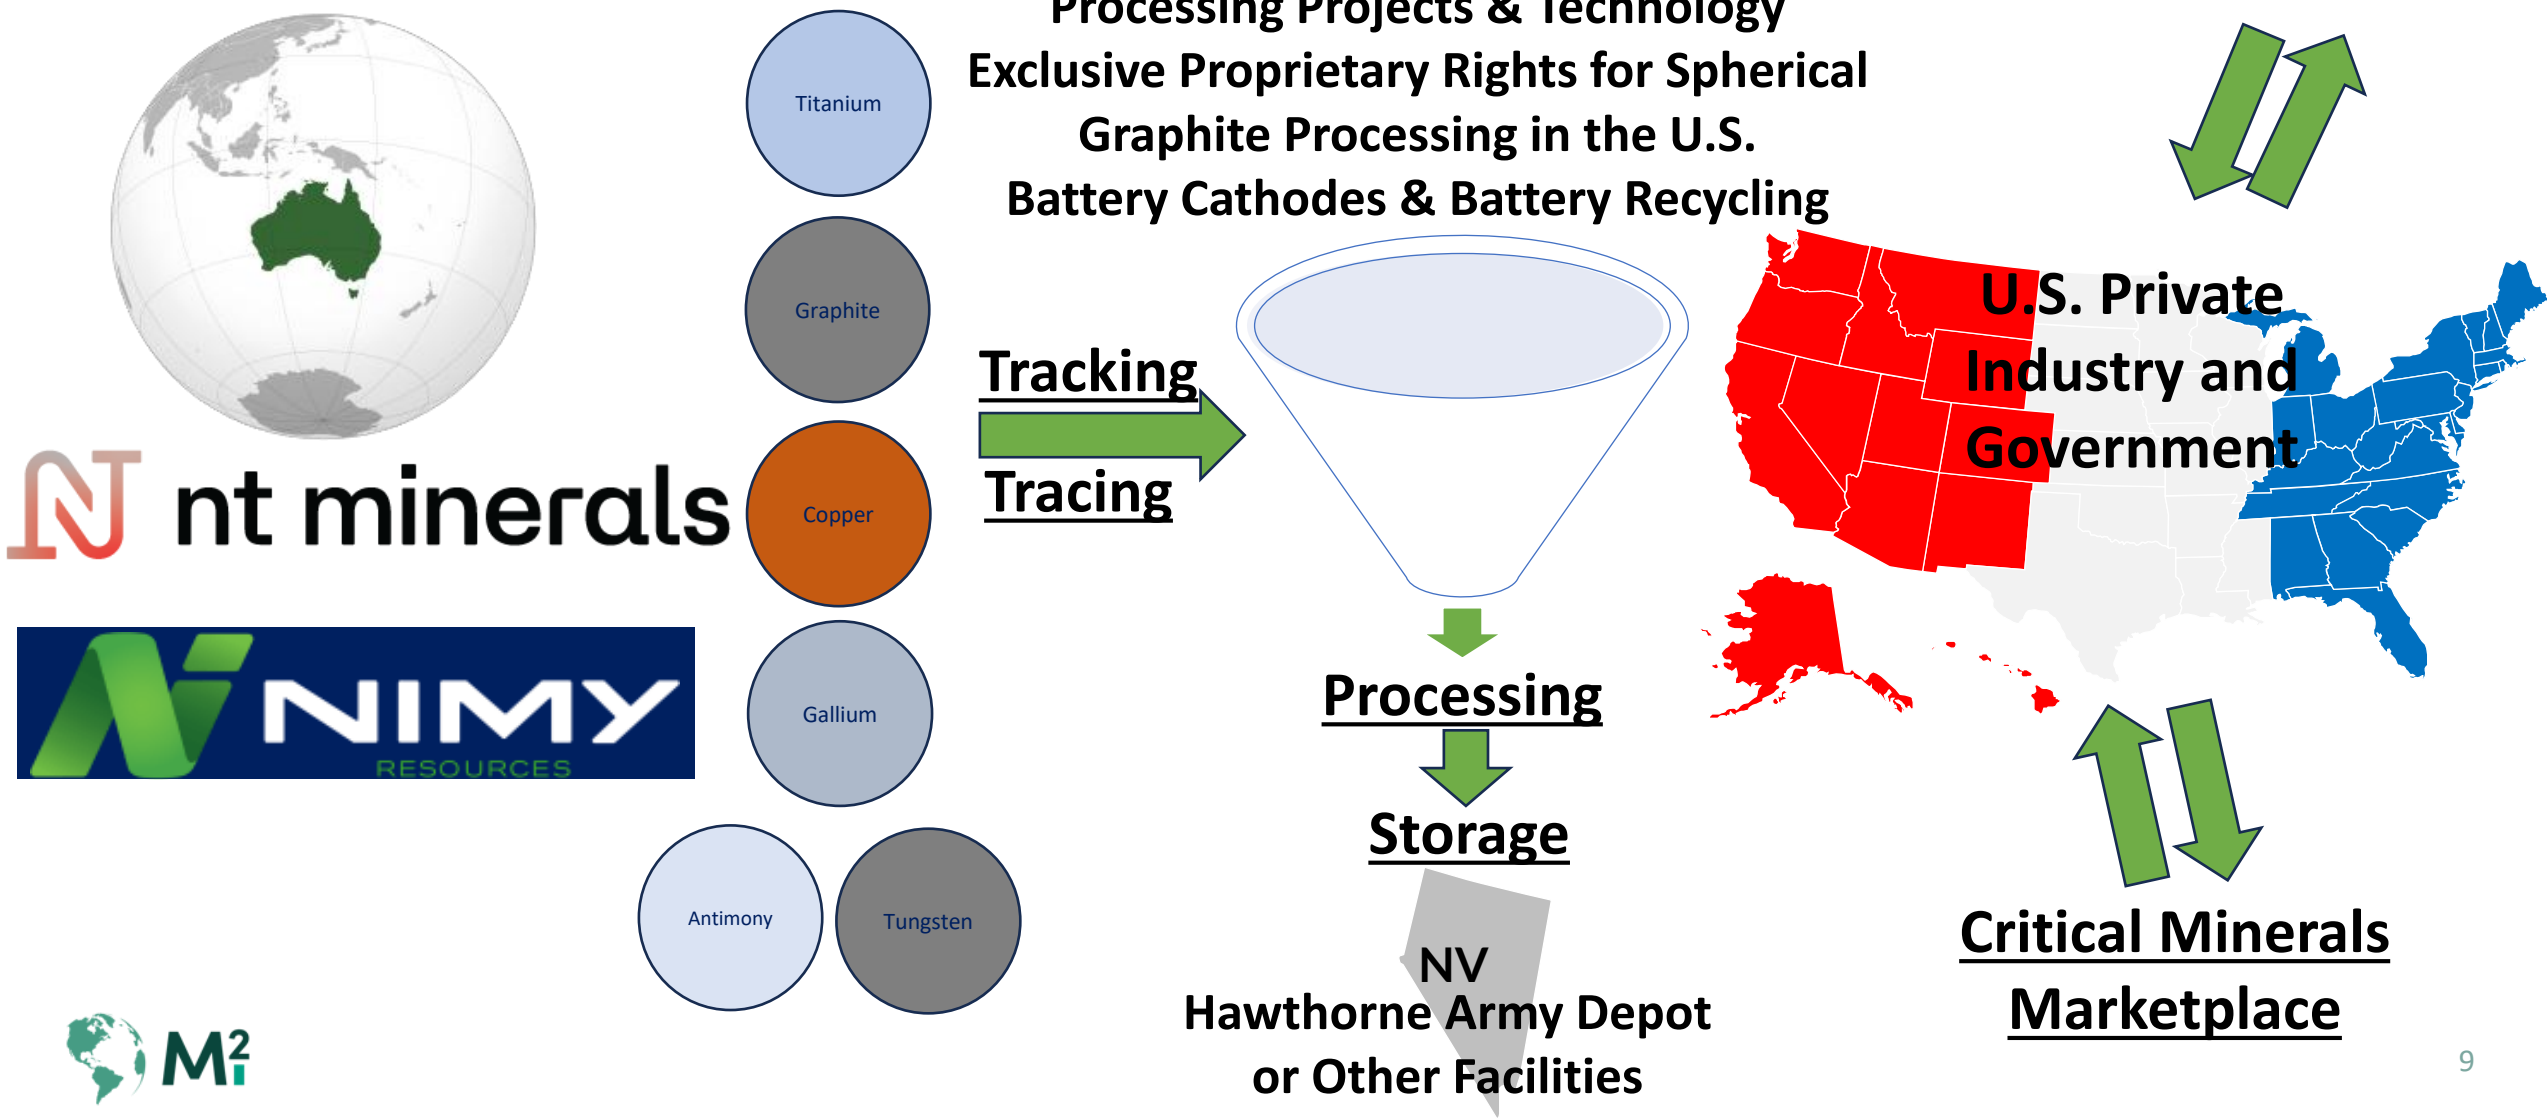 Processing Projects & Technology
Exclusive Proprietary Rights for Spherical
Graphite Processing in the U.S.
Battery Cathodes & Battery Recycling
Titanium
Graphite
Copper
Gallium
Antimony
Tungsten
nt minerals
NIMY
RESOURCES
Tracking
Tracing
Processing
Storage
NV
Hawthorne Army Depot
or Other Facilities
U.S. Private
Industry and
Government
Critical Minerals
Marketplace
M2i
9